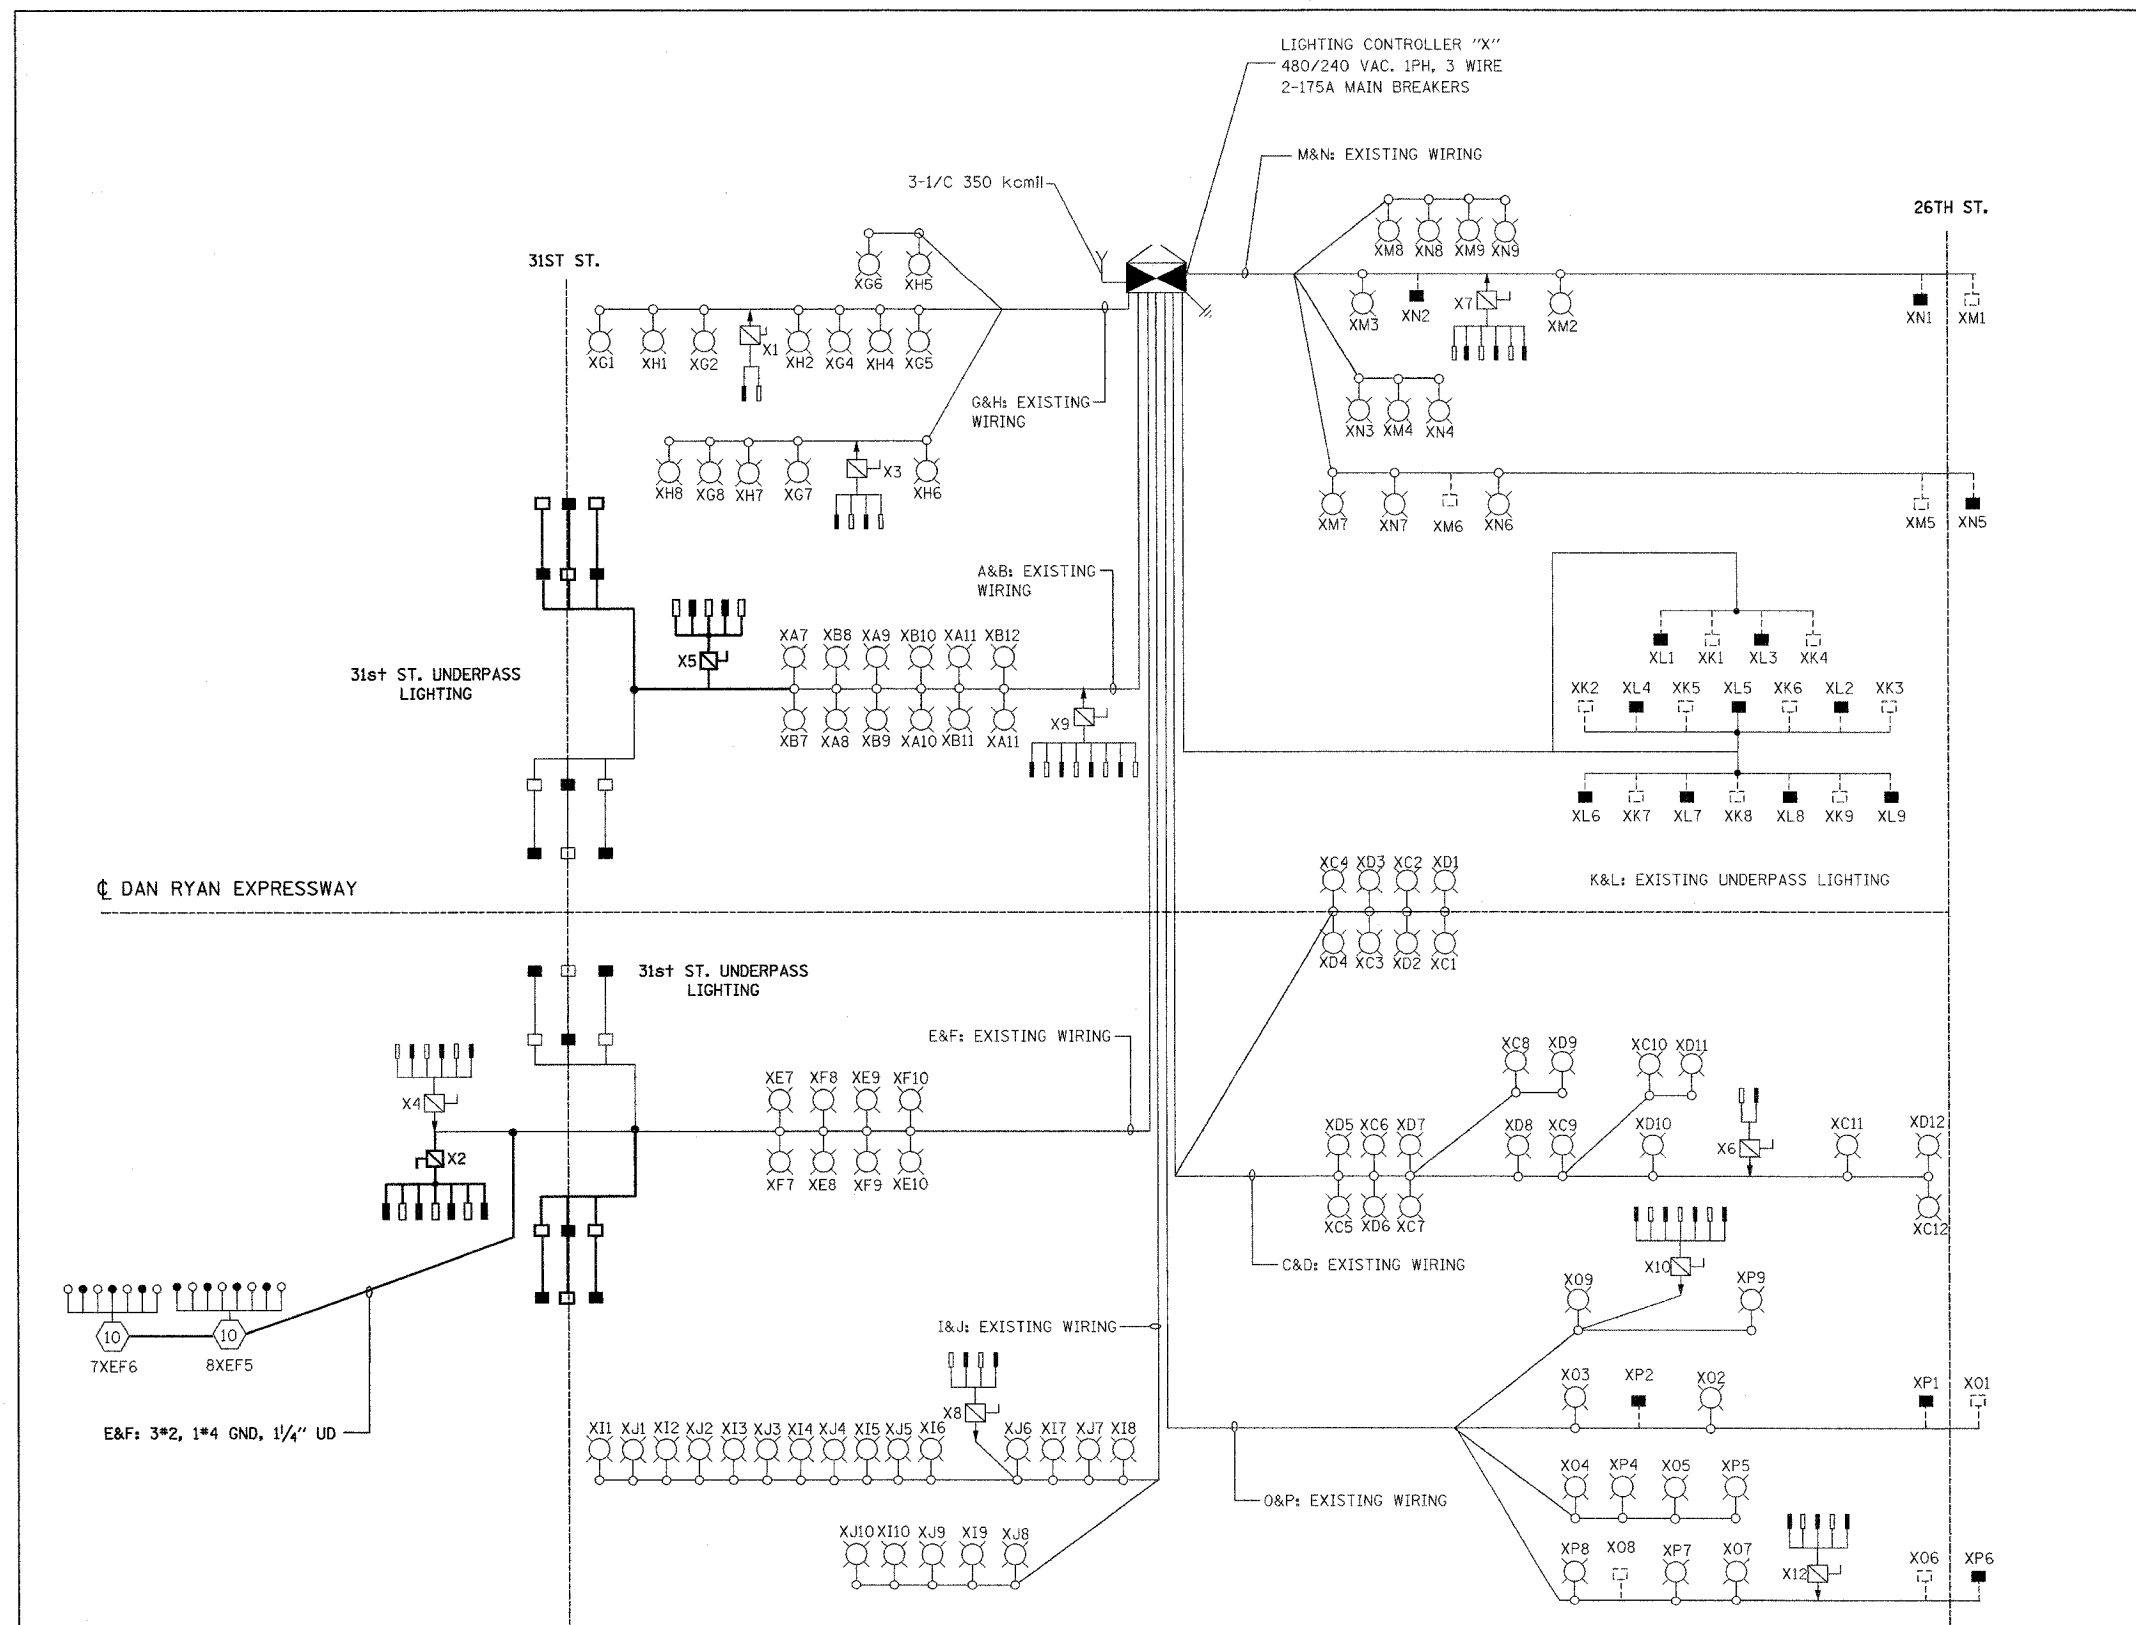 LIGHTING CONTROLLER "X"
480/240 VAC. 1PH, 3 WIRE
2-175A MAIN BREAKERS
M&N: EXISTING WIRING
3-1/C 350 kcmil
26TH ST.
31ST ST.
XM8 XN8 XM9 XN9
XG6 XH5
XM3 XN2 X7 XM2 XN1 XM1
XG1 XH1 XG2 X1 XH2 XG4 XH4 XG5
G&H: EXISTING
WIRING
XN3 XM4 XN4
XH8 XG8 XH7 XG7 X3 XH6
XM7 XN7 XM6 XN6 XM5 XN5
A&B: EXISTING
WIRING
XA7 XB8 XA9 XB10 XA11 XB12
XL1 XK1 XL3 XK4
X5
31st ST. UNDERPASS
LIGHTING
XK2 XL4 XK5 XL5 XK6 XL2 XK3
XB7 XA8 XB9 XA10 XB11 XA11
X9
XL6 XK7 XL7 XK8 XL8 XK9 XL9
XC4 XD3 XC2 XD1
K&L: EXISTING UNDERPASS LIGHTING
℄ DAN RYAN EXPRESSWAY
XD4 XC3 XD2 XC1
31st ST. UNDERPASS
LIGHTING
E&F: EXISTING WIRING
XC8 XD9 XC10 XD11
XE7 XF8 XE9 XF10
X4
XD5 XC6 XD7 XD8 XC9 XD10 X6 XC11 XD12
X2
XF7 XE8 XF9 XE10
XC5 XD6 XC7 XC12
C&D: EXISTING WIRING
X10
XO9 XP9
I&J: EXISTING WIRING
10 10
7XEF6 8XEF5
XO3 XP2 XO2 XP1 XO1
X8
E&F: 3#2, 1#4 GND, 1¼" UD
XI1 XJ1 XI2 XJ2 XI3 XJ3 XI4 XJ4 XI5 XJ5 XI6 XJ6 XI7 XJ7 XI8
XO4 XP4 XO5 XP5
O&P: EXISTING WIRING
XJ10 XI10 XJ9 XI9 XJ8
XP8 XO8 XP7 XO7 X12 XO6 XP6